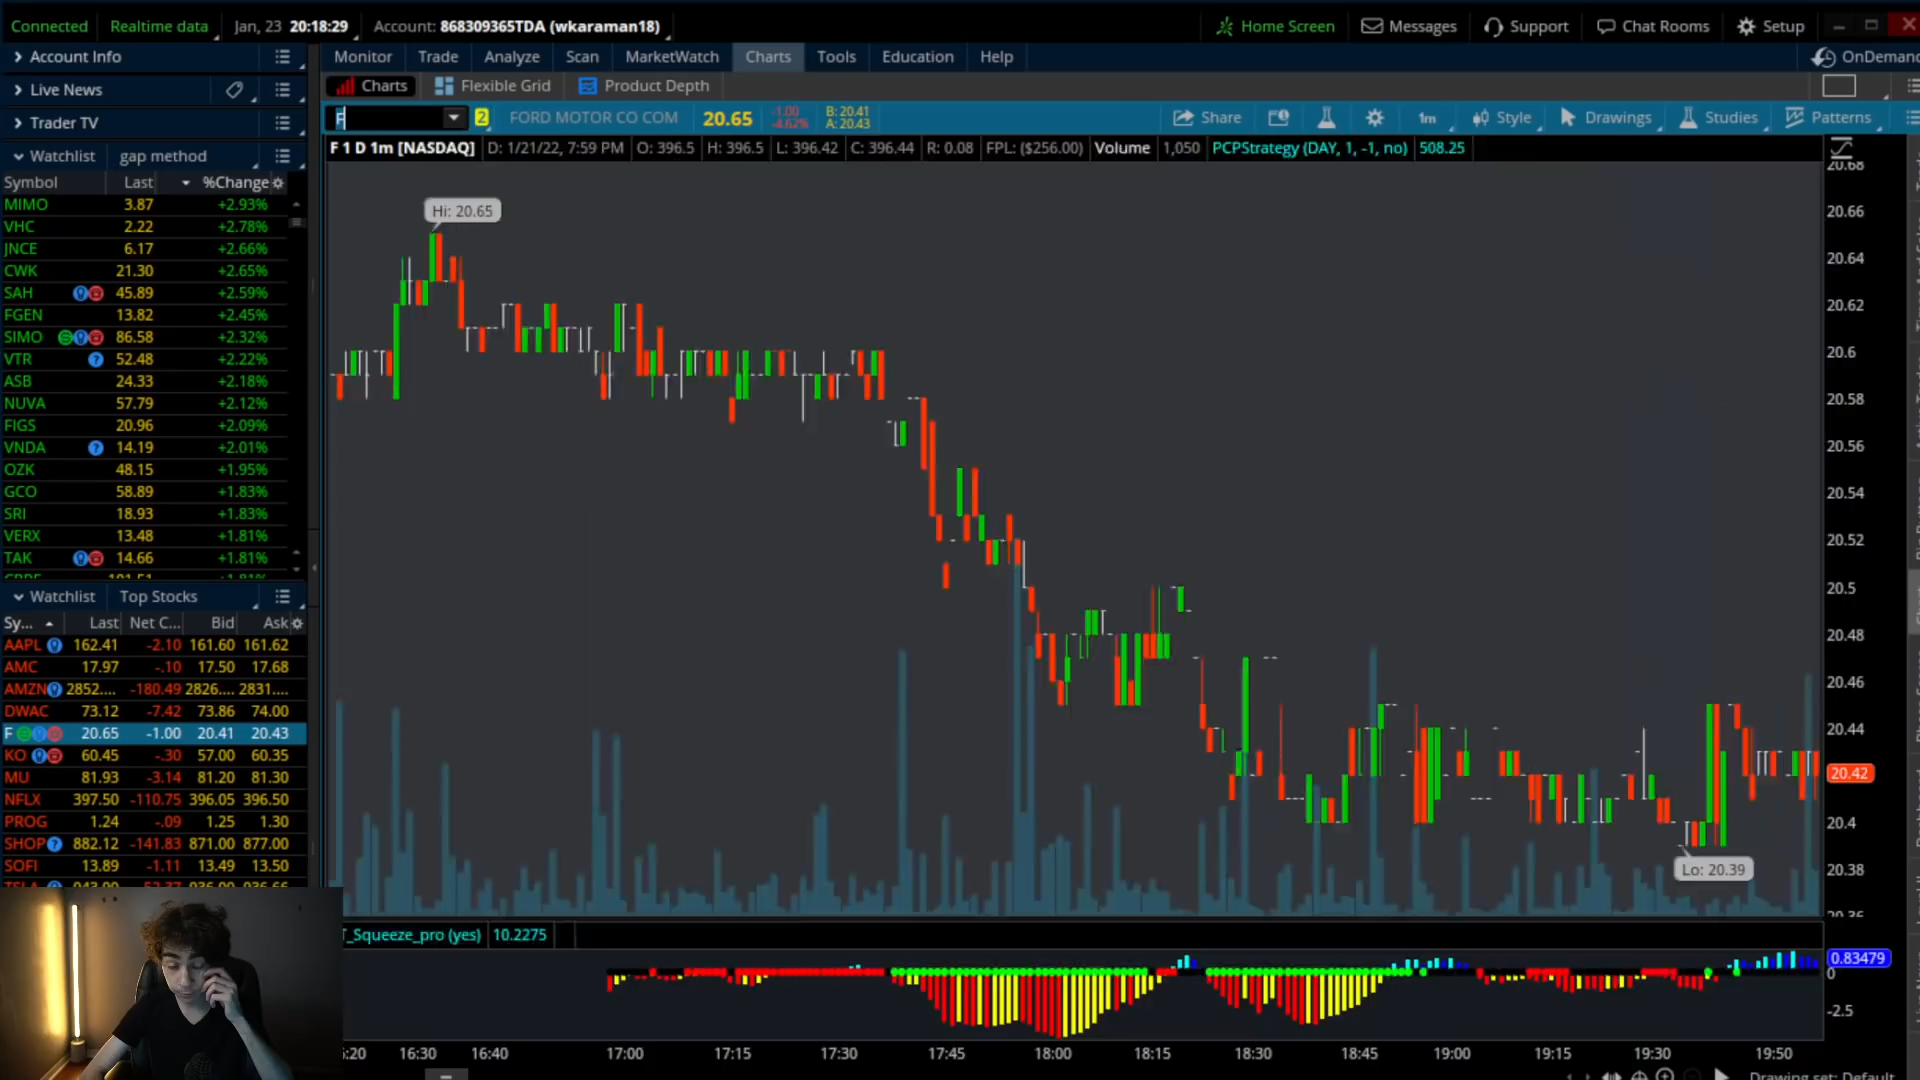 Connected Realtime data Jan, 23 20:18:29 Account: 868309365TDA (wkaraman18) Home Screen Messages Support Chat Rooms Setup
Account Info Monitor Trade Analyze Scan MarketWatch Charts Tools Education Help OnDemand
Live News Charts Flexible Grid Product Depth
Trader TV F 2 FORD MOTOR CO COM 20.65 -1.00 -4.62% B: 20.41 A: 20.43 Share 1m Style Drawings Studies Patterns
Watchlist gap method F 1 D 1m [NASDAQ] D: 1/21/22, 7:59 PM O: 396.5 H: 396.5 L: 396.42 C: 396.44 R: 0.08 FPL: ($256.00) Volume 1,050 PCPStrategy (DAY, 1, -1, no) 508.25
Symbol Last %Change
MIMO 3.87 +2.93%
VHC 2.22 +2.78%
JNCE 6.17 +2.66%
CWK 21.30 +2.65%
SAH 45.89 +2.59%
FGEN 13.82 +2.45%
SIMO 86.58 +2.32%
VTR 52.48 +2.22%
ASB 24.33 +2.18%
NUVA 57.79 +2.12%
FIGS 20.96 +2.09%
VNDA 14.19 +2.01%
OZK 48.15 +1.95%
GCO 58.89 +1.83%
SRI 18.93 +1.83%
VERX 13.48 +1.81%
TAK 14.66 +1.81%
Watchlist Top Stocks
Sy... Last Net C... Bid Ask
AAPL 162.41 -2.10 161.60 161.62
AMC 17.97 -.10 17.50 17.68
AMZN 2852.... -180.49 2826.... 2831....
DWAC 73.12 -7.42 73.86 74.00
F 20.65 -1.00 20.41 20.43
KO 60.45 -.30 57.00 60.35
MU 81.93 -3.14 81.20 81.30
NFLX 397.50 -110.75 396.05 396.50
PROG 1.24 -.09 1.25 1.30
SHOP 882.12 -141.83 871.00 877.00
SOFI 13.89 -1.11 13.49 13.50
Hi: 20.65
Lo: 20.39
20.68
20.66
20.64
20.62
20.6
20.58
20.56
20.54
20.52
20.5
20.48
20.46
20.44
20.42
20.4
20.38
20.36
T_Squeeze_pro (yes) 10.2275
0.83479
0
-2.5
5:20 16:30 16:40 17:00 17:15 17:30 17:45 18:00 18:15 18:30 18:45 19:00 19:15 19:30 19:50
Drawing set: Default